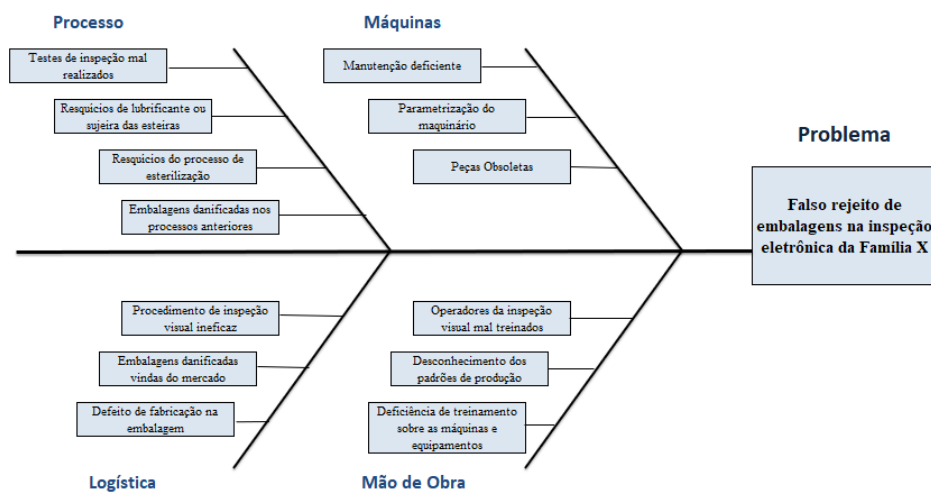 Processo
Máquinas
Testes de inspeção mal
realizados
Resquícios de lubrificante ou
sujeira das esteiras
Resquícios do processo de
esterilização
Embalagens danificadas nos
processos anteriores
Manutenção deficiente
Parametrização do
maquinário
Peças Obsoletas
Problema
Falso rejeito de
embalagens na inspeção
eletrônica da Família X
Procedimento de inspeção
visual ineficaz
Embalagens danificadas
vindas do mercado
Defeito de fabricação na
embalagem
Operadores da inspeção
visual mal treinados
Desconhecimento dos
padrões de produção
Deficiência de treinamento
sobre as máquinas e
equipamentos
Logística
Mão de Obra